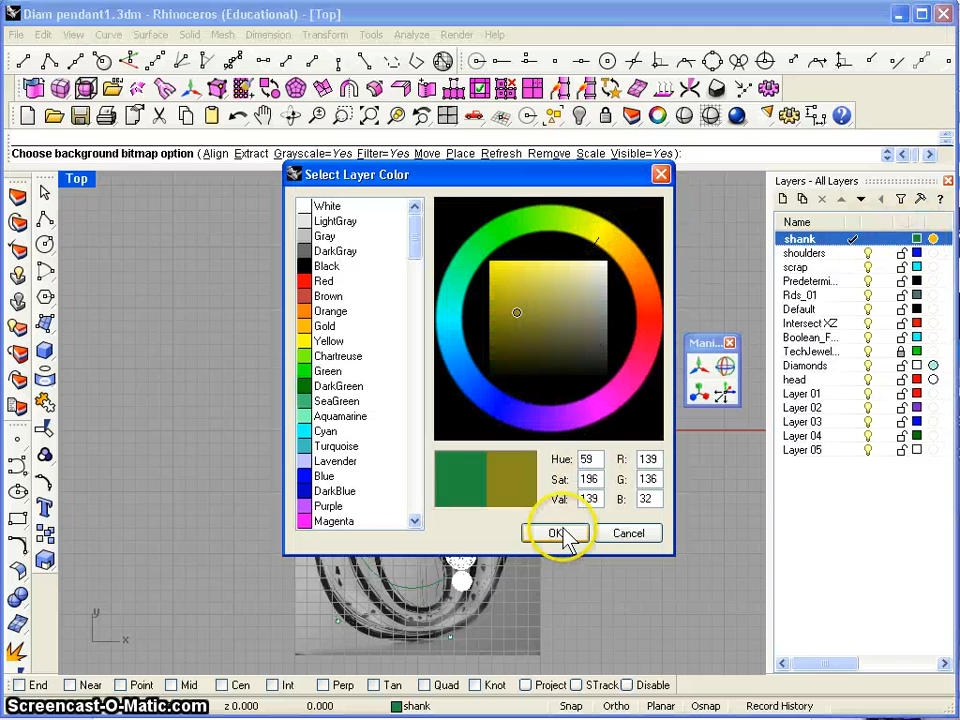 Diam pendant1.3dm - Rhinoceros (Educational) - [Top]
File Edit View Curve Surface Solid Mesh Dimension Transform Tools Analyze Render Help
Choose background bitmap option ( Align Extract Grayscale=Yes Filter=Yes Move Place Refresh Remove Scale Visible=Yes ):
Top
Select Layer Color
White
LightGray
Gray
DarkGray
Black
Red
Brown
Orange
Gold
Yellow
Chartreuse
Green
DarkGreen
SeaGreen
Aquamarine
Cyan
Turquoise
Lavender
Blue
DarkBlue
Purple
Magenta
Hue: 59 R: 139
Sat: 196 G: 136
Val: 139 B: 32
OK Cancel
Mani...
Layers - All Layers
Name
shank
shoulders
scrap
Predetermi...
Rds_01
Default
Intersect XZ
Boolean_F...
TechJewel...
Diamonds
head
Layer 01
Layer 02
Layer 03
Layer 04
Layer 05
y
x
End Near Point Mid Cen Int Perp Tan Quad Knot Project STrack Disable
Screencast-O-Matic.com z 0.000 0.000 shank Snap Ortho Planar Osnap Record History